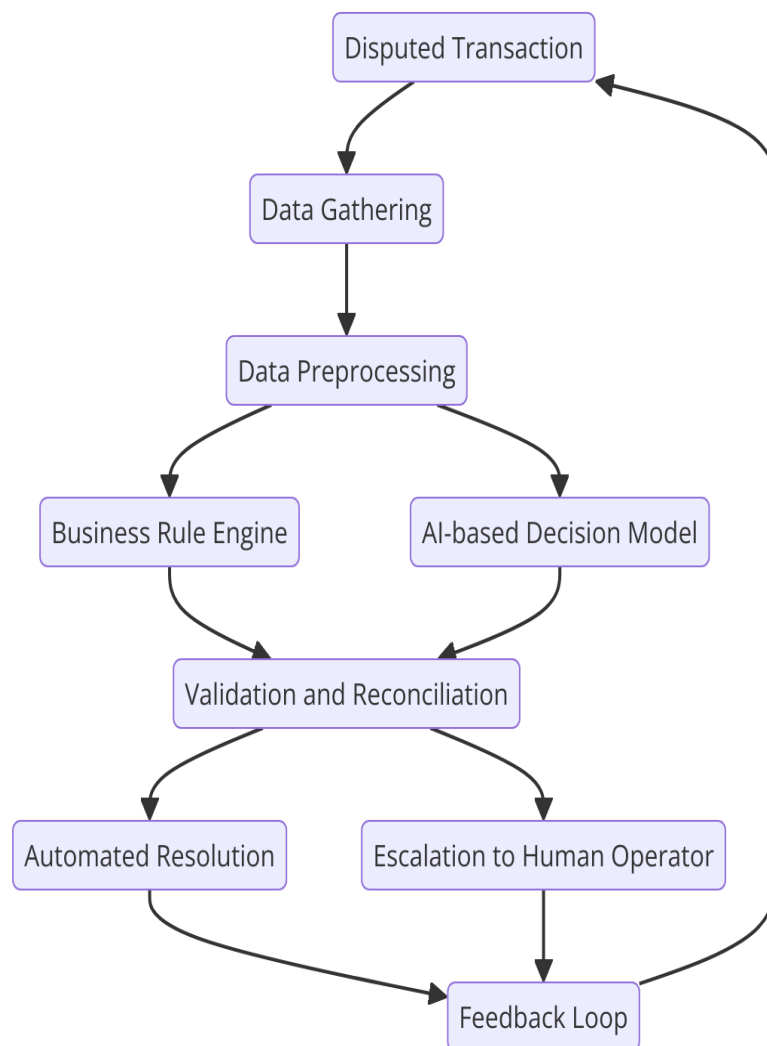 Disputed Transaction
Data Gathering
Data Preprocessing
Business Rule Engine
AI-based Decision Model
Validation and Reconciliation
Automated Resolution
Escalation to Human Operator
Feedback Loop